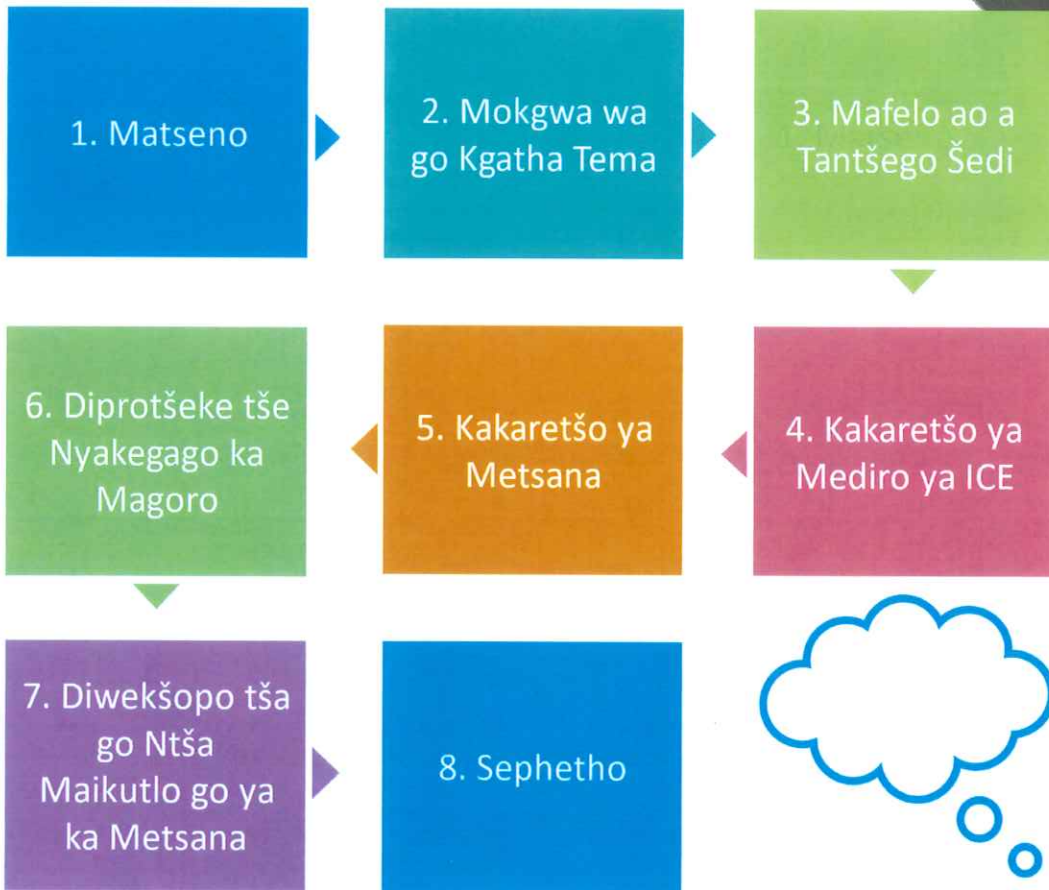 1. Matseno
2. Mokgwa wa
go Kgatha Tema
3. Mafelo ao a
Tantšego Šedi
4. Kakaretšo ya
Mediro ya ICE
5. Kakaretšo ya
Metsana
6. Diprotšeke tše
Nyakegago ka
Magoro
7. Diwekšopo tša
go Ntšha
Maikutlo go ya
ka Metsana
8. Sephetho